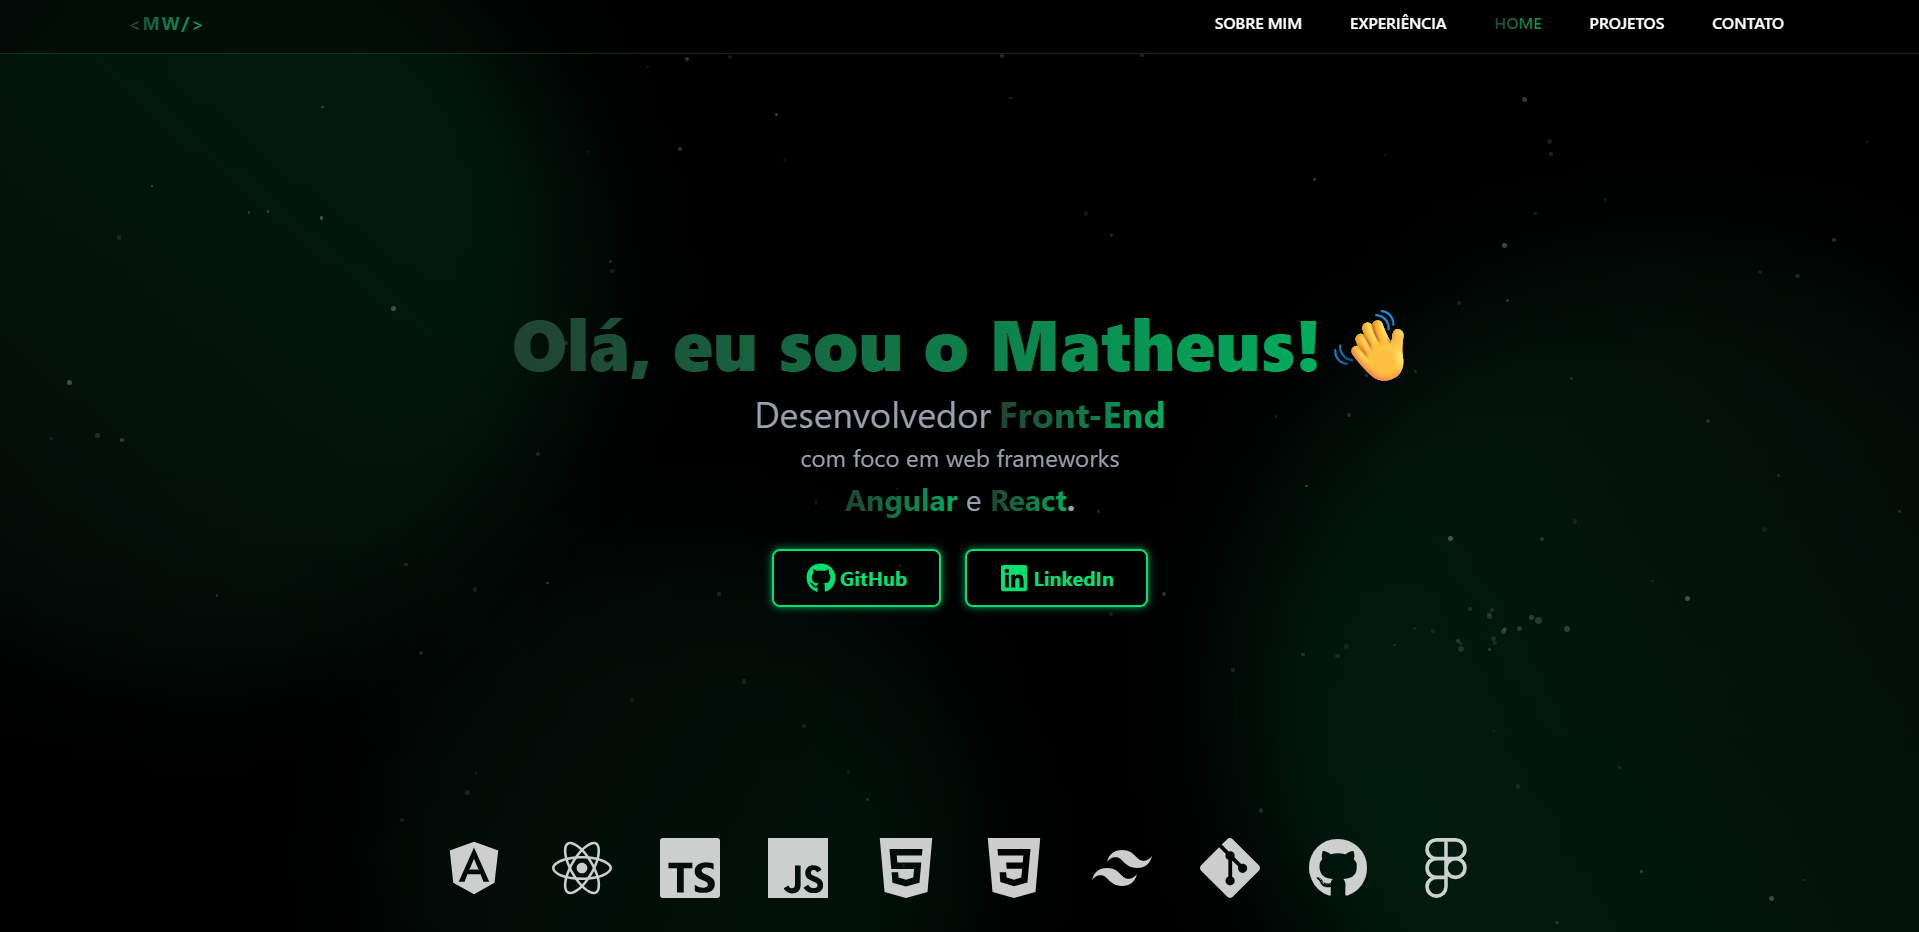 <MW/>
SOBRE MIM EXPERIÊNCIA HOME PROJETOS CONTATO
Olá, eu sou o Matheus! 👋
Desenvolvedor Front-End
com foco em web frameworks
Angular e React.
GitHub LinkedIn
TS JS